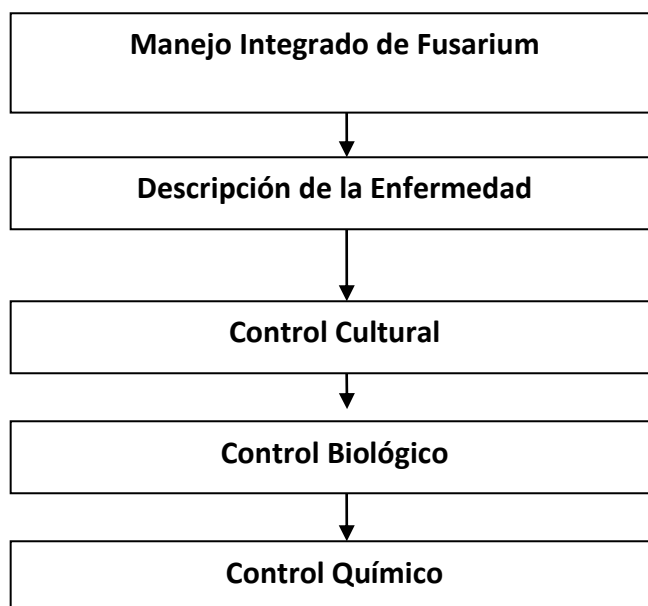 Manejo Integrado de Fusarium
Descripción de la Enfermedad
Control Cultural
Control Biológico
Control Químico